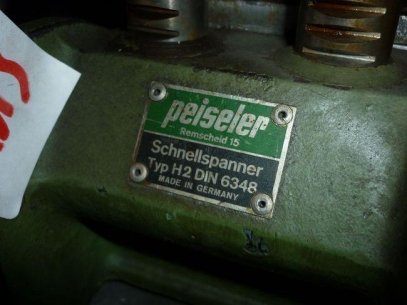 peiseler
Remscheid 15
Schnellspanner
Typ H2 DIN 6348
MADE IN GERMANY